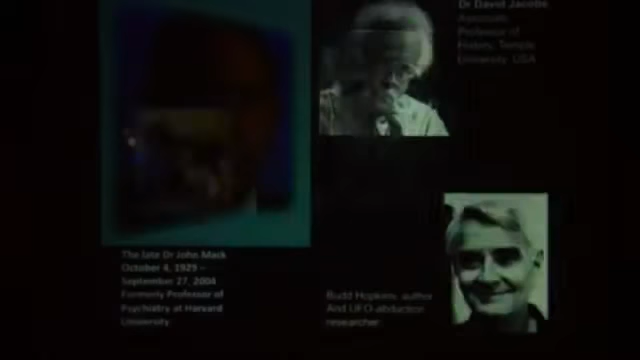 Dr David Jacobs
Associate
Professor of
History, Temple
University. USA
The late Dr John Mack
October 4, 1929 –
September 27, 2004
Formerly Professor of
Psychiatry at Harvard
University
Budd Hopkins, author
And UFO-abduction
researcher.